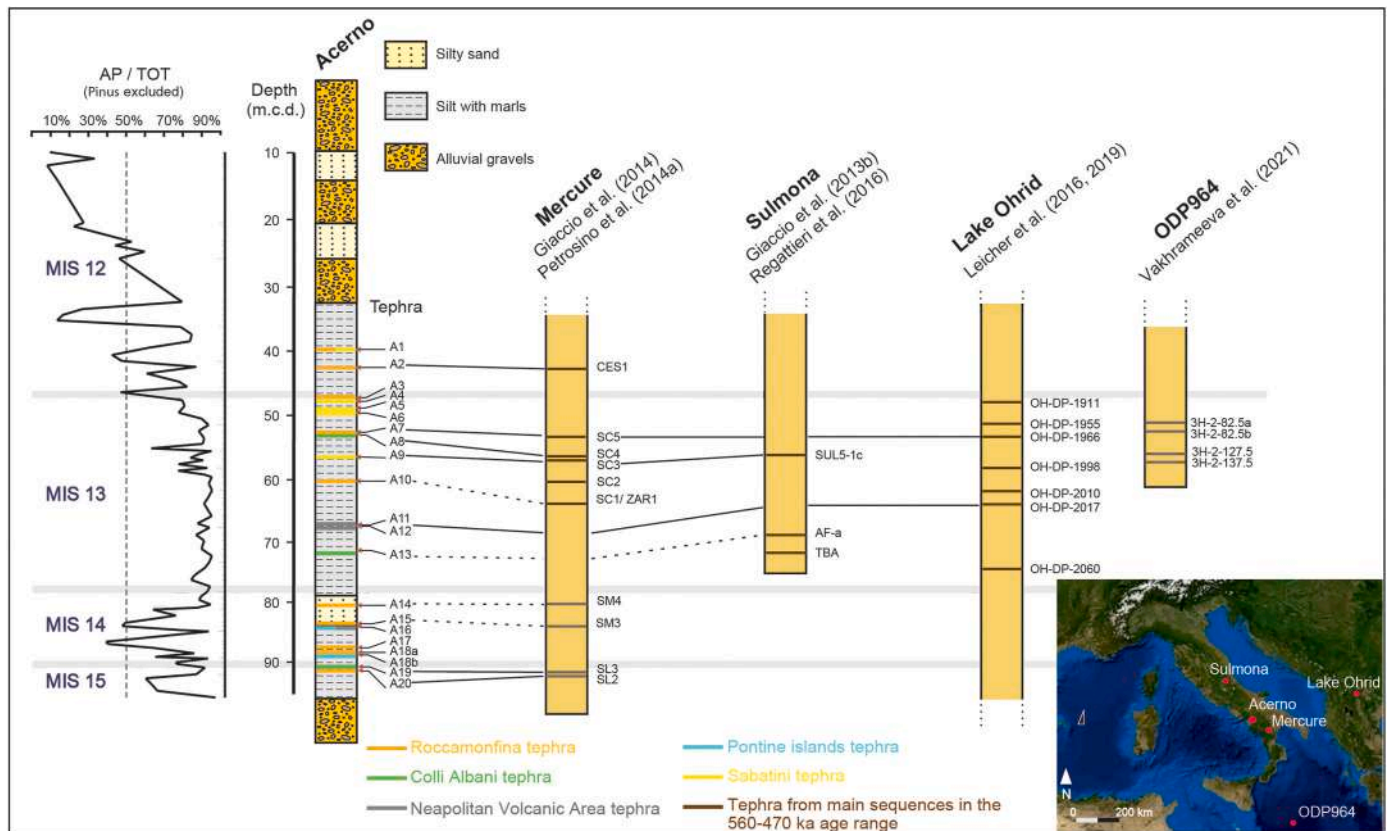 AP / TOT
(Pinus excluded)
10% 30% 50% 70% 90%
Depth
(m.c.d.)
10
20
30
40
50
60
70
80
90
MIS 12
MIS 13
MIS 14
MIS 15
Acerno
Silty sand
Silt with marls
Alluvial gravels
Tephra
A1
A2
A3
A4
A5
A6
A7
A8
A9
A10
A11
A12
A13
A14
A15
A16
A17
A18a
A18b
A19
A20
Mercure
Giaccio et al. (2014)
Petrosino et al. (2014a)
CES1
SC5
SC4
SC3
SC2
SC1/ ZAR1
SM4
SM3
SL3
SL2
Sulmona
Giaccio et al. (2013b)
Regattieri et al. (2016)
SUL5-1c
AF-a
TBA
Lake Ohrid
Leicher et al. (2016, 2019)
OH-DP-1911
OH-DP-1955
OH-DP-1966
OH-DP-1998
OH-DP-2010
OH-DP-2017
OH-DP-2060
ODP964
Vakhrameeva et al. (2021)
3H-2-82.5a
3H-2-82.5b
3H-2-127.5
3H-2-137.5
Roccamonfina tephra
Colli Albani tephra
Neapolitan Volcanic Area tephra
Pontine islands tephra
Sabatini tephra
Tephra from main sequences in the
560-470 ka age range
Sulmona
Lake Ohrid
Acerno
Mercure
ODP964
N
0 200 km